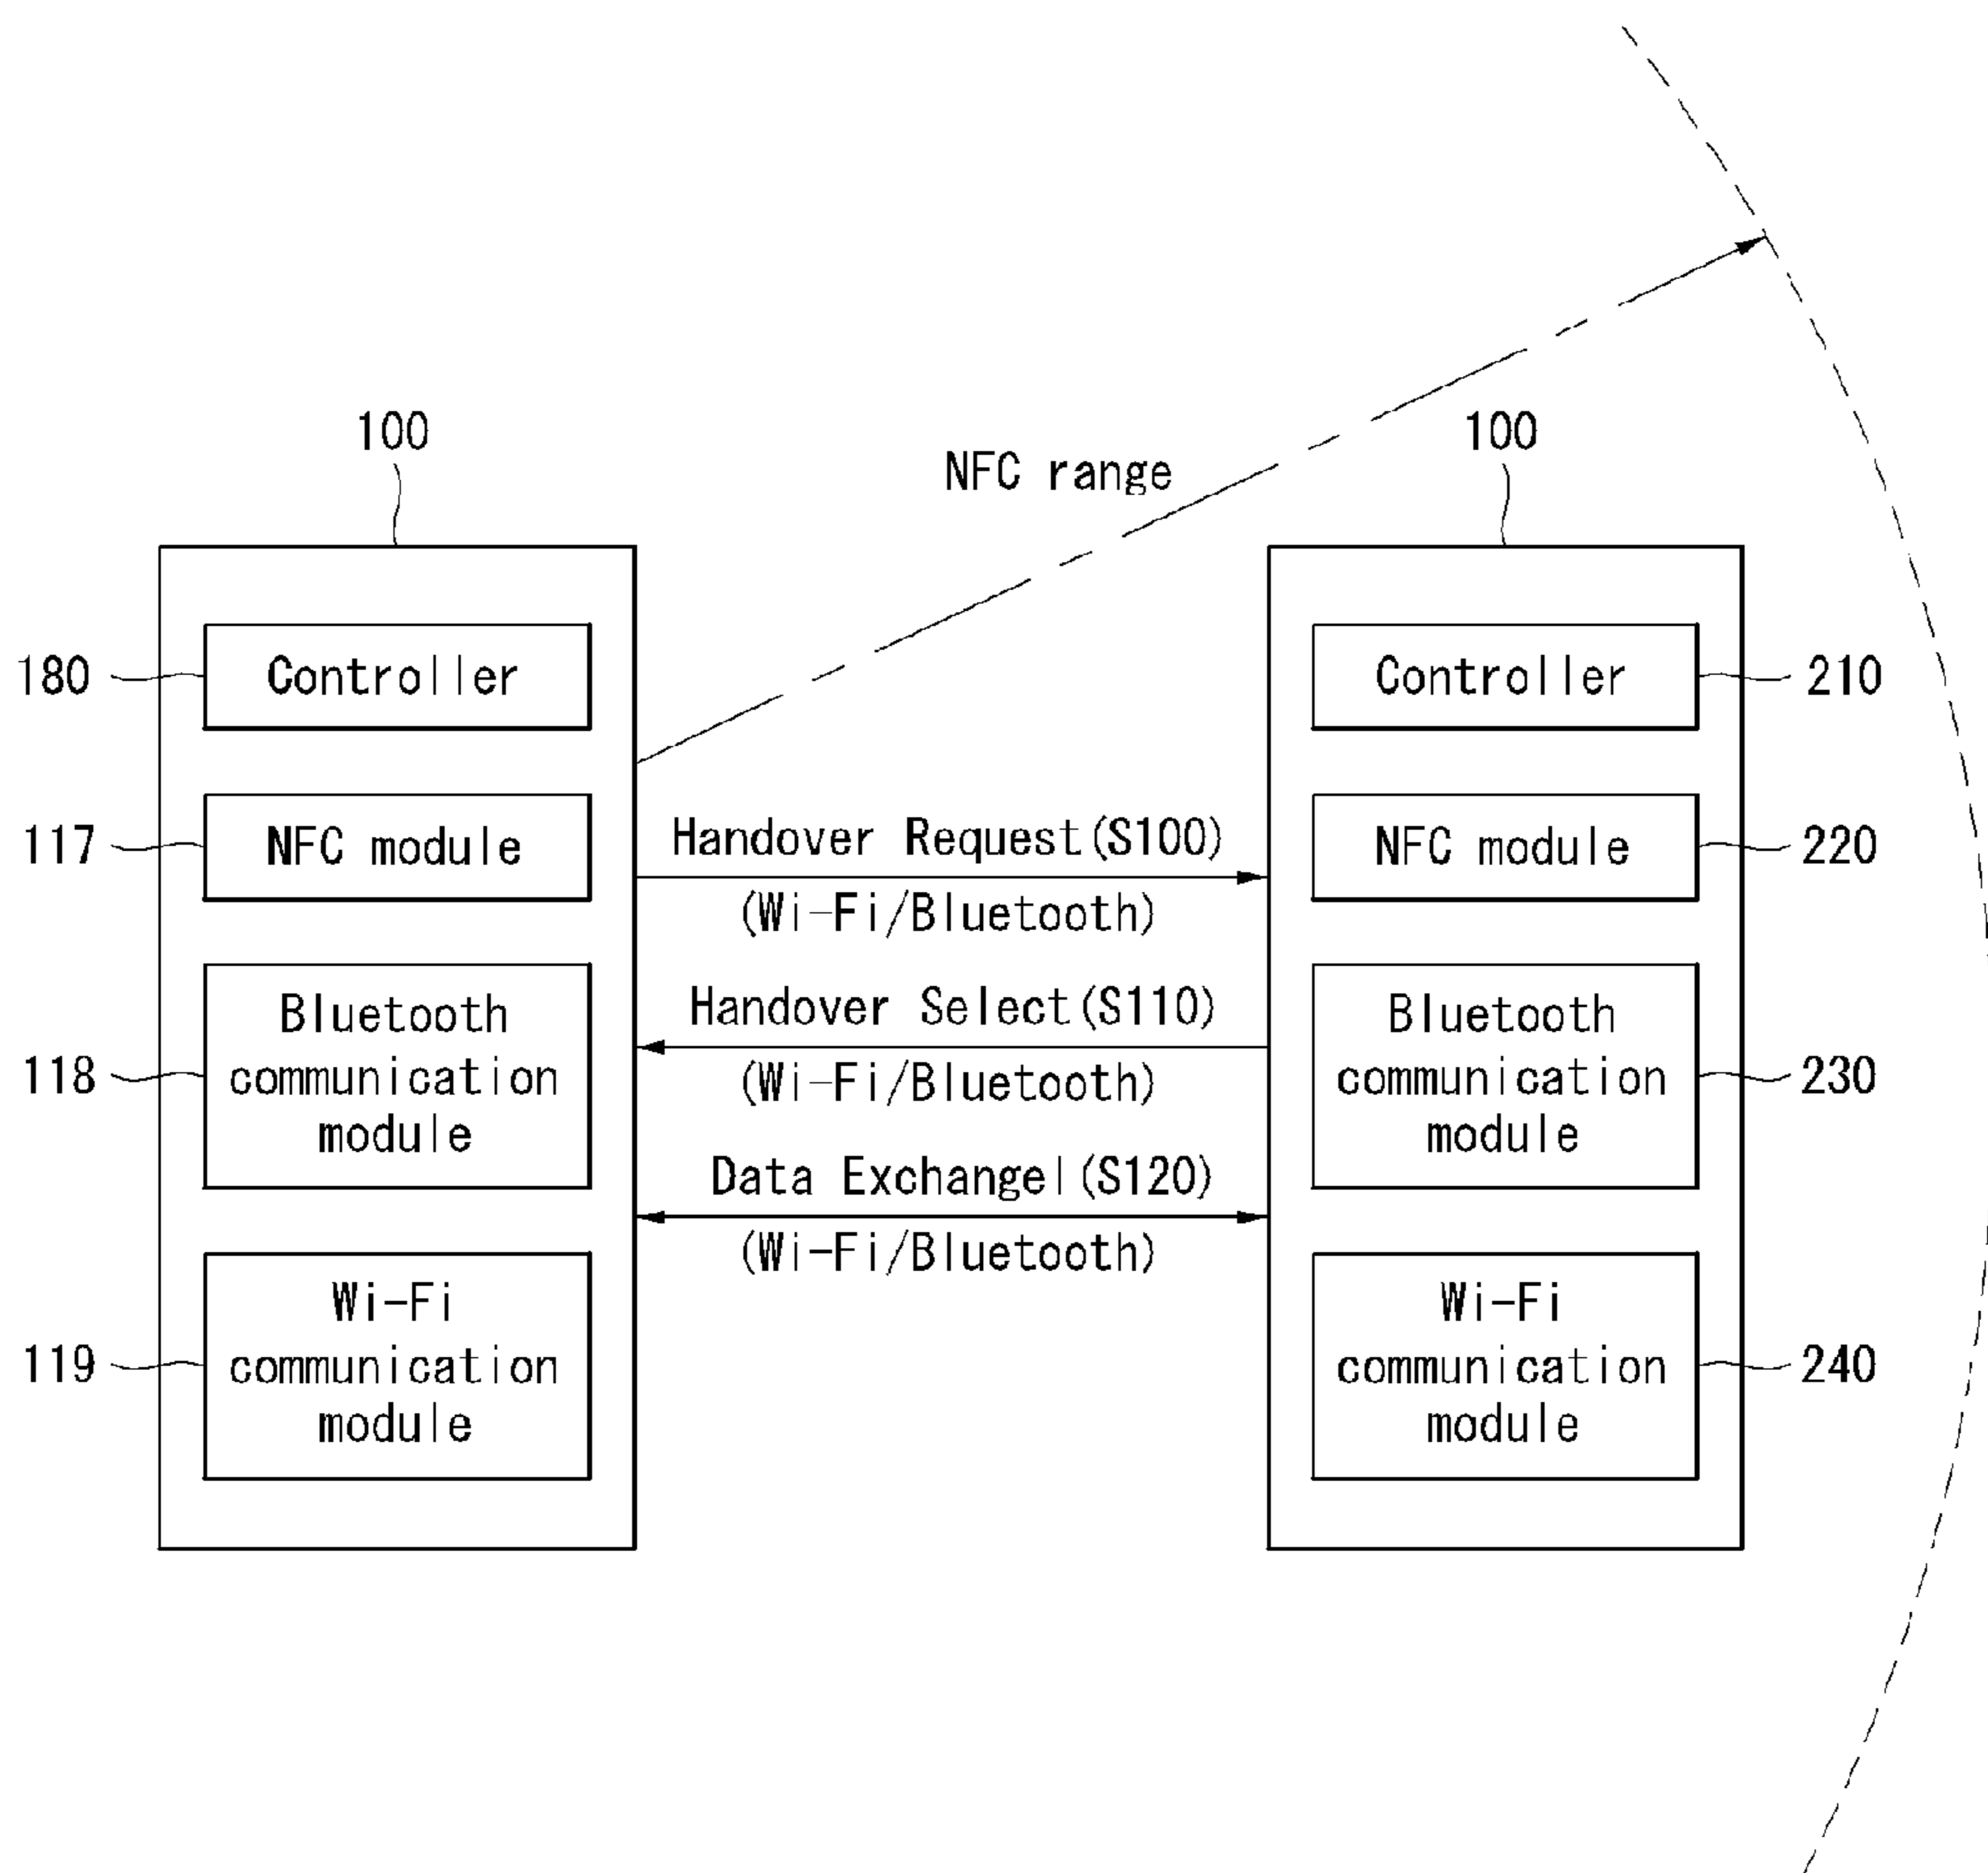 100
100
NFC range
180
Controller
Controller
210
117
NFC module
Handover Request(S100)
(Wi-Fi/Bluetooth)
NFC module
220
118
Bluetooth
communication
module
Handover Select(S110)
(Wi-Fi/Bluetooth)
Bluetooth
communication
module
230
Data Exchangel(S120)
(Wi-Fi/Bluetooth)
119
Wi-Fi
communication
module
Wi-Fi
communication
module
240